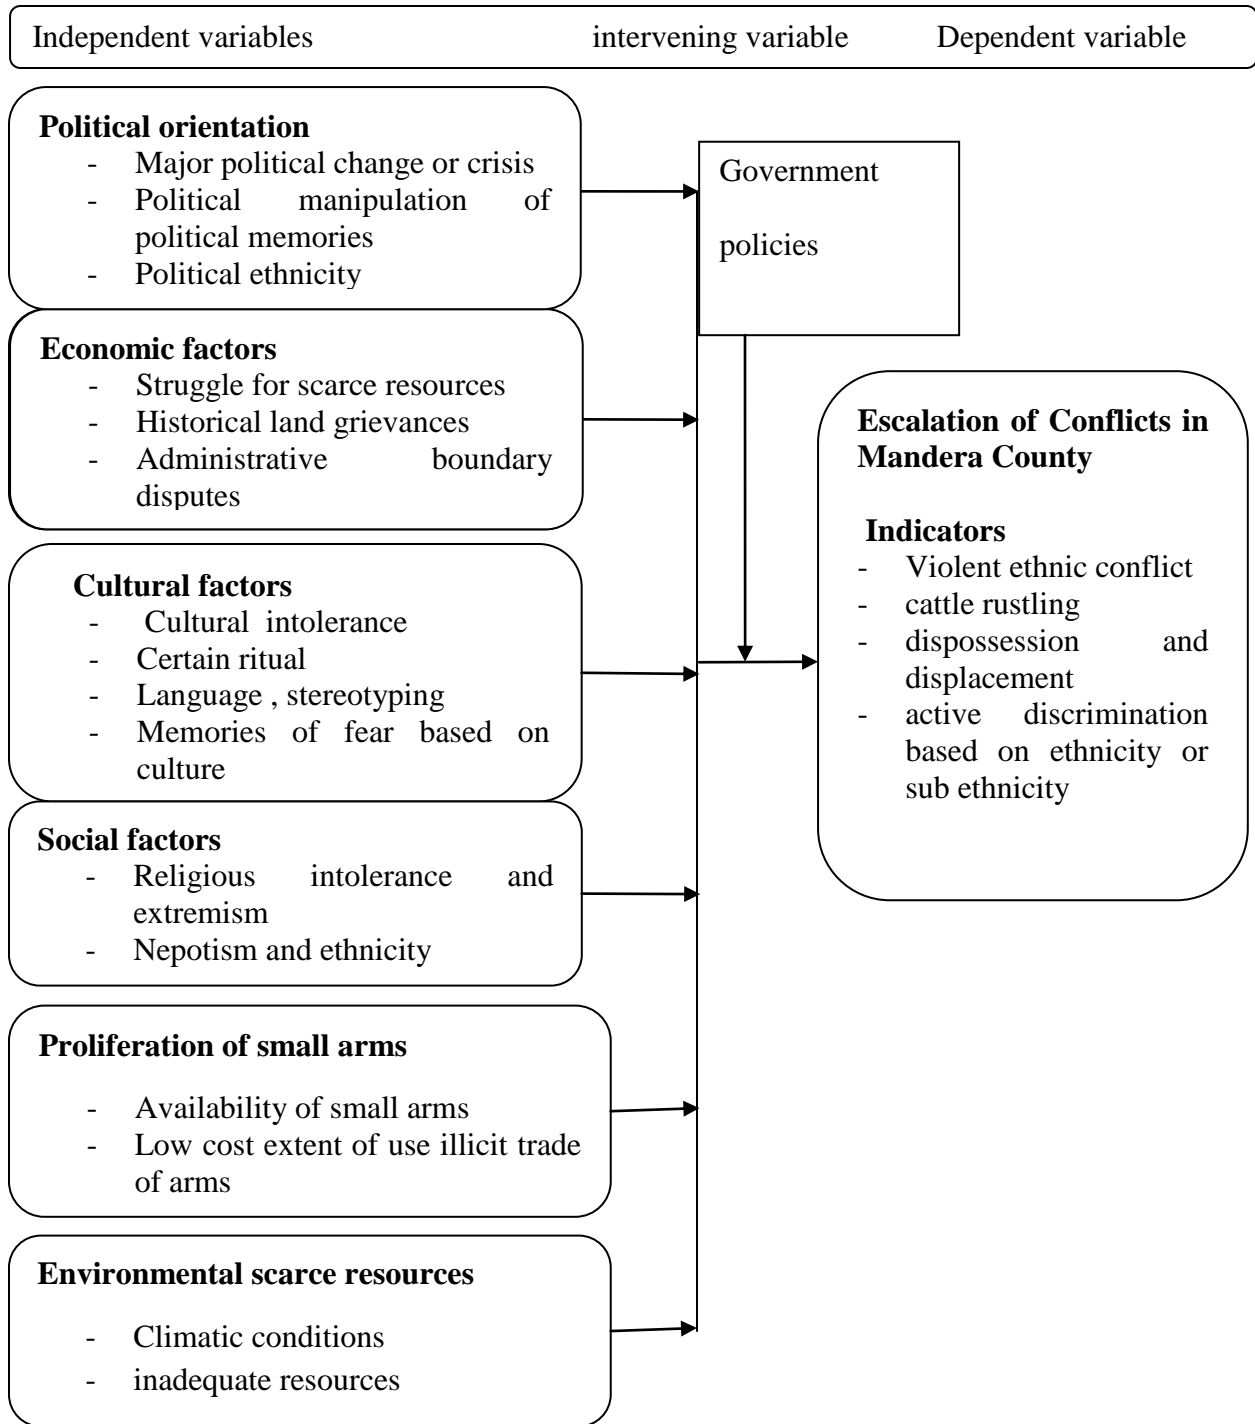 Independent variables intervening variable Dependent variable
Political orientation
- Major political change or crisis
- Political manipulation of
political memories
- Political ethnicity
Economic factors
- Struggle for scarce resources
- Historical land grievances
- Administrative boundary
disputes
Cultural factors
- Cultural intolerance
- Certain ritual
- Language , stereotyping
- Memories of fear based on
culture
Social factors
- Religious intolerance and
extremism
- Nepotism and ethnicity
Proliferation of small arms
- Availability of small arms
- Low cost extent of use illicit trade
of arms
Environmental scarce resources
- Climatic conditions
- inadequate resources
Government
policies
Escalation of Conflicts in
Mandera County
Indicators
- Violent ethnic conflict
- cattle rustling
- dispossession and
displacement
- active discrimination
based on ethnicity or
sub ethnicity